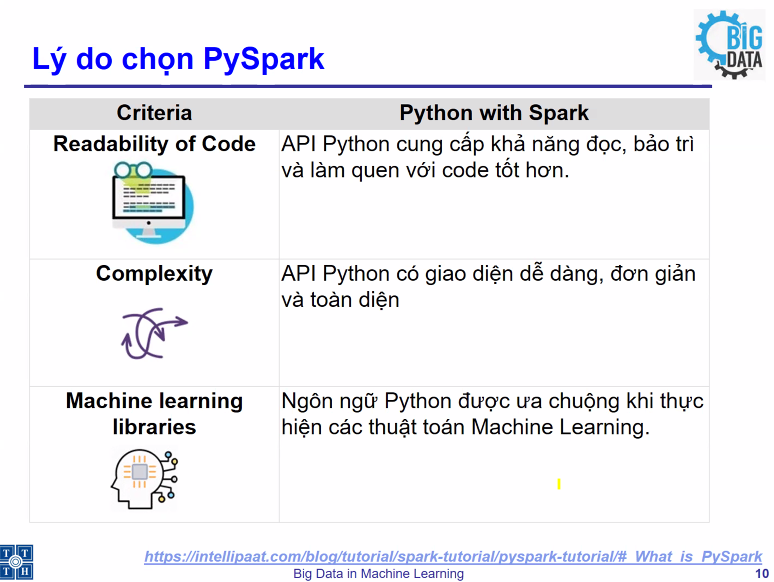 BIG
DATA
Lý do chọn PySpark
Criteria
Python with Spark
Readability of Code
API Python cung cấp khả năng đọc, bảo trì
và làm quen với code tốt hơn.
Complexity
API Python có giao diện dễ dàng, đơn giản
và toàn diện
Machine learning
libraries
Ngôn ngữ Python được ưa chuộng khi thực
hiện các thuật toán Machine Learning.
https://intellipaat.com/blog/tutorial/spark-tutorial/pyspark-tutorial/#_What_is_PySpark
T T
T H
Big Data in Machine Learning
10